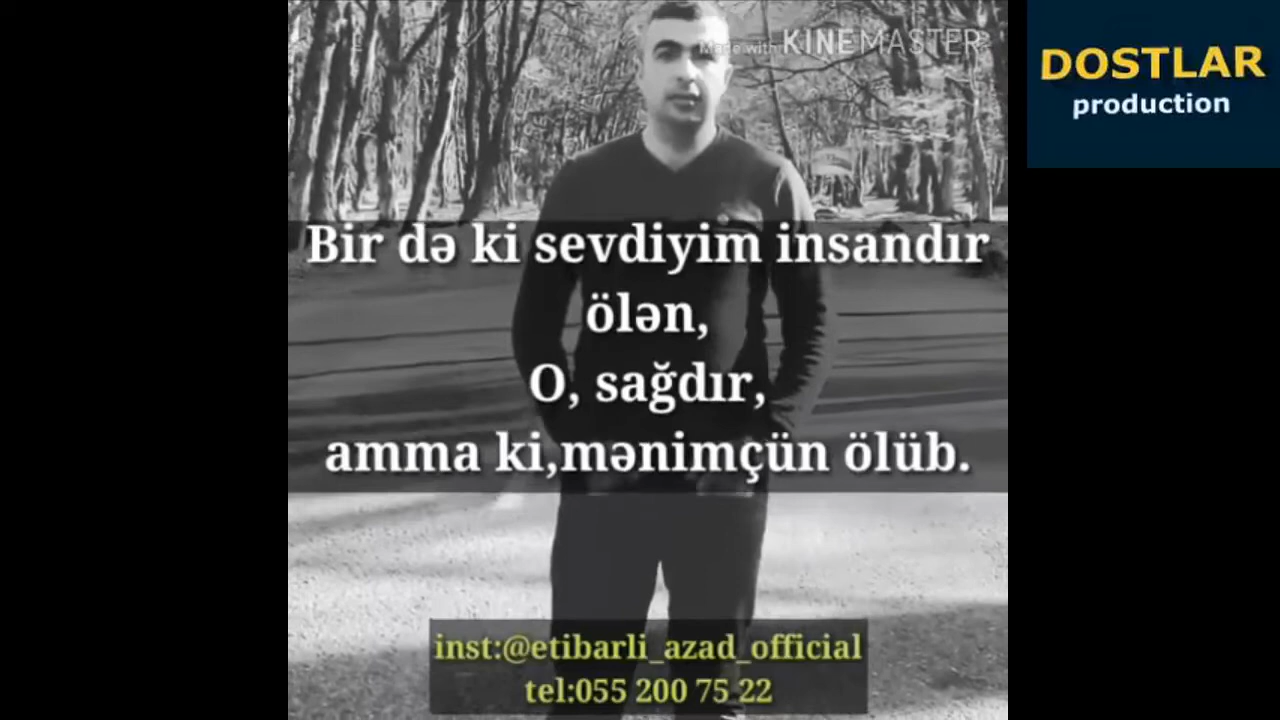 Made with KINEMASTER
DOSTLAR
production
Bir də ki sevdiyim insandır
ölən,
O, sağdır,
amma ki,mənimçün ölüb.
inst:@etibarli_azad_official
tel:055 200 75 22